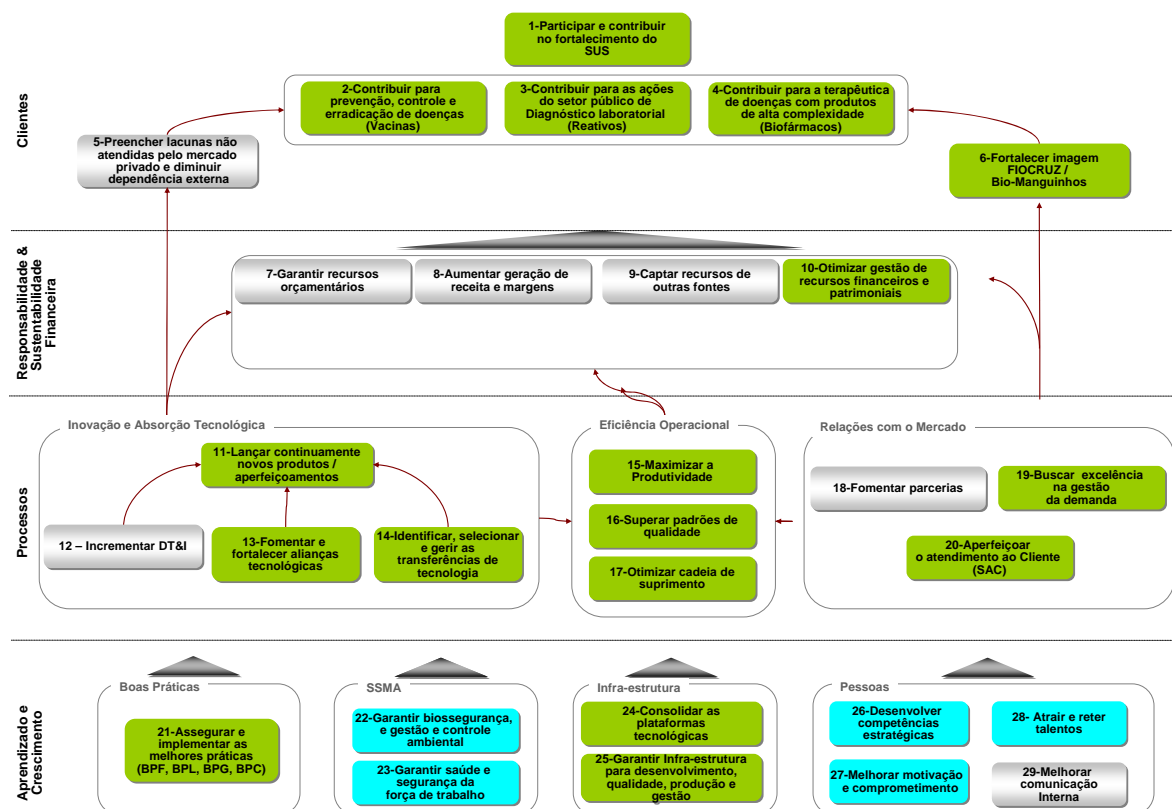 Clientes
1-Participar e contribuir
no fortalecimento do
SUS
2-Contribuir para
prevenção, controle e
erradicação de doenças
(Vacinas)
3-Contribuir para as ações
do setor público de
Diagnóstico laboratorial
(Reativos)
4-Contribuir para a terapêutica
de doenças com produtos
de alta complexidade
(Biofármacos)
5-Preencher lacunas não
atendidas pelo mercado
privado e diminuir
dependência externa
6-Fortalecer imagem
FIOCRUZ /
Bio-Manguinhos
Responsabilidade &
Sustentabilidade
Financeira
7-Garantir recursos
orçamentários
8-Aumentar geração de
receita e margens
9-Captar recursos de
outras fontes
10-Otimizar gestão de
recursos financeiros e
patrimoniais
Processos
Inovação e Absorção Tecnológica
11-Lançar continuamente
novos produtos /
aperfeiçoamentos
12 – Incrementar DT&I
13-Fomentar e
fortalecer alianças
tecnológicas
14-Identificar, selecionar
e gerir as
transferências de
tecnologia
Eficiência Operacional
15-Maximizar a
Produtividade
16-Superar padrões de
qualidade
17-Otimizar cadeia de
suprimento
Relações com o Mercado
18-Fomentar parcerias
19-Buscar excelência
na gestão
da demanda
20-Aperfeiçoar
o atendimento ao Cliente
(SAC)
Aprendizado e
Crescimento
Boas Práticas
21-Assegurar e
implementar as
melhores práticas
(BPF, BPL, BPG, BPC)
SSMA
22-Garantir biossegurança,
e gestão e controle
ambiental
23-Garantir saúde e
segurança da
força de trabalho
Infra-estrutura
24-Consolidar as
plataformas
tecnológicas
25-Garantir Infra-estrutura
para desenvolvimento,
qualidade, produção e
gestão
Pessoas
26-Desenvolver
competências
estratégicas
27-Melhorar motivação
e comprometimento
28- Atrair e reter
talentos
29-Melhorar
comunicação
Interna